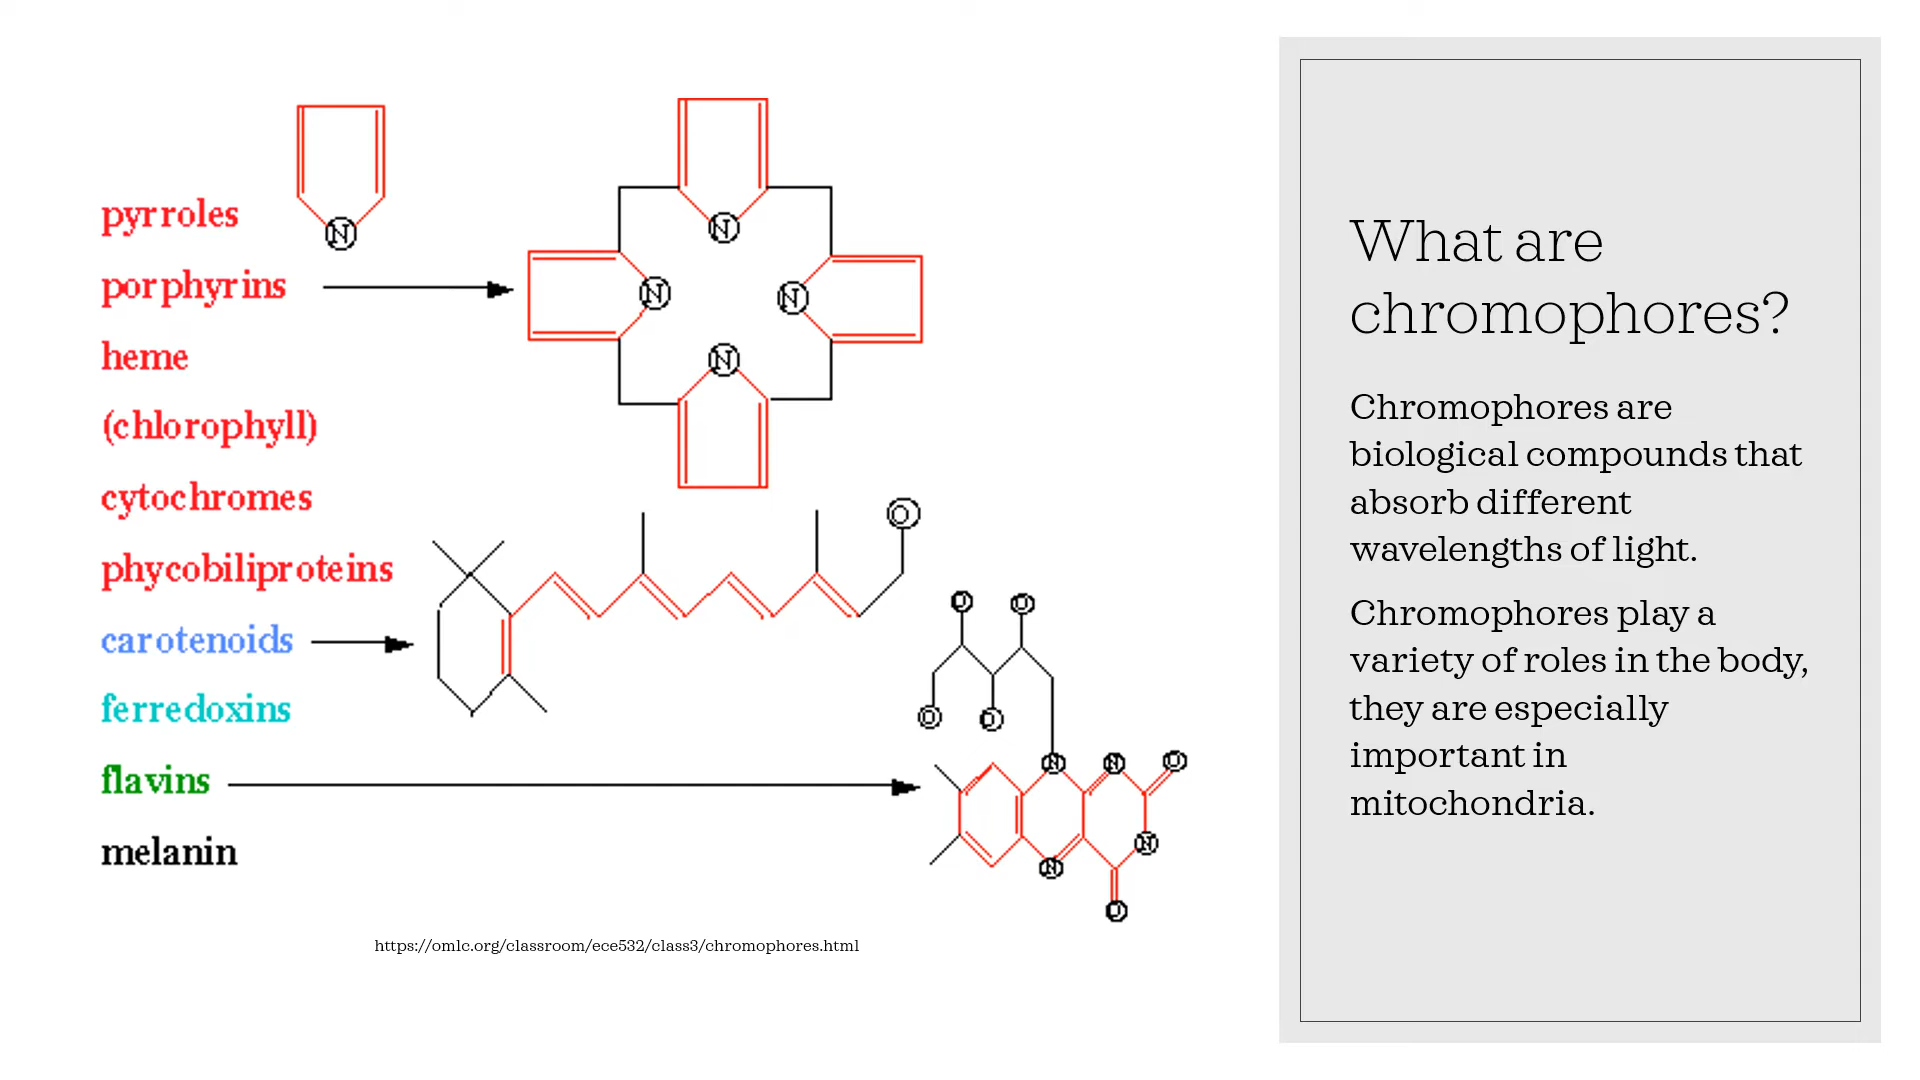 pyrroles
porphyrins
heme
(chlorophyll)
cytochromes
phycobiliproteins
carotenoids
ferredoxins
flavins
melanin
N
N
N
N
N
O
O
O
O
O
N
N
O
N
N
O
https://omlc.org/classroom/ece532/class3/chromophores.html
What are
chromophores?
Chromophores are
biological compounds that
absorb different
wavelengths of light.
Chromophores play a
variety of roles in the body,
they are especially
important in
mitochondria.